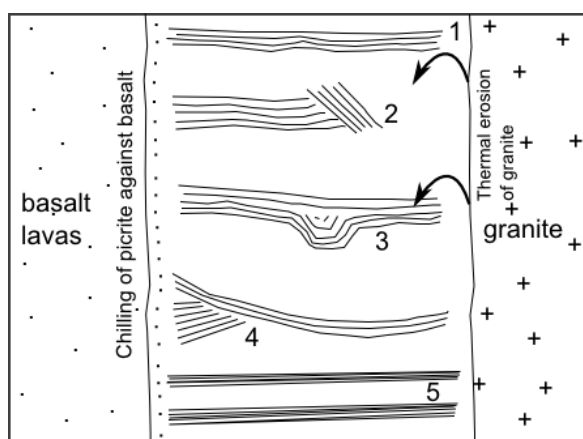 basalt
lavas
Chilling of picrite against basalt
1
2
3
4
5
Thermal erosion
of granite
granite